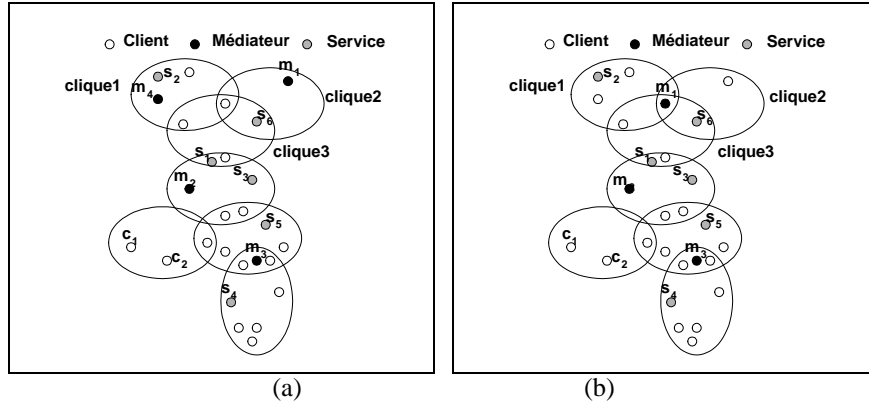 Client Médiateur Service
clique1
s2
m4
m1
clique2
s6
clique3
s1
s3
m2
s5
c1
c2
m3
s4
(a)
Client Médiateur Service
clique1
s2
m1
clique2
s6
clique3
s1
s3
s5
c1
c2
m3
s4
(b)